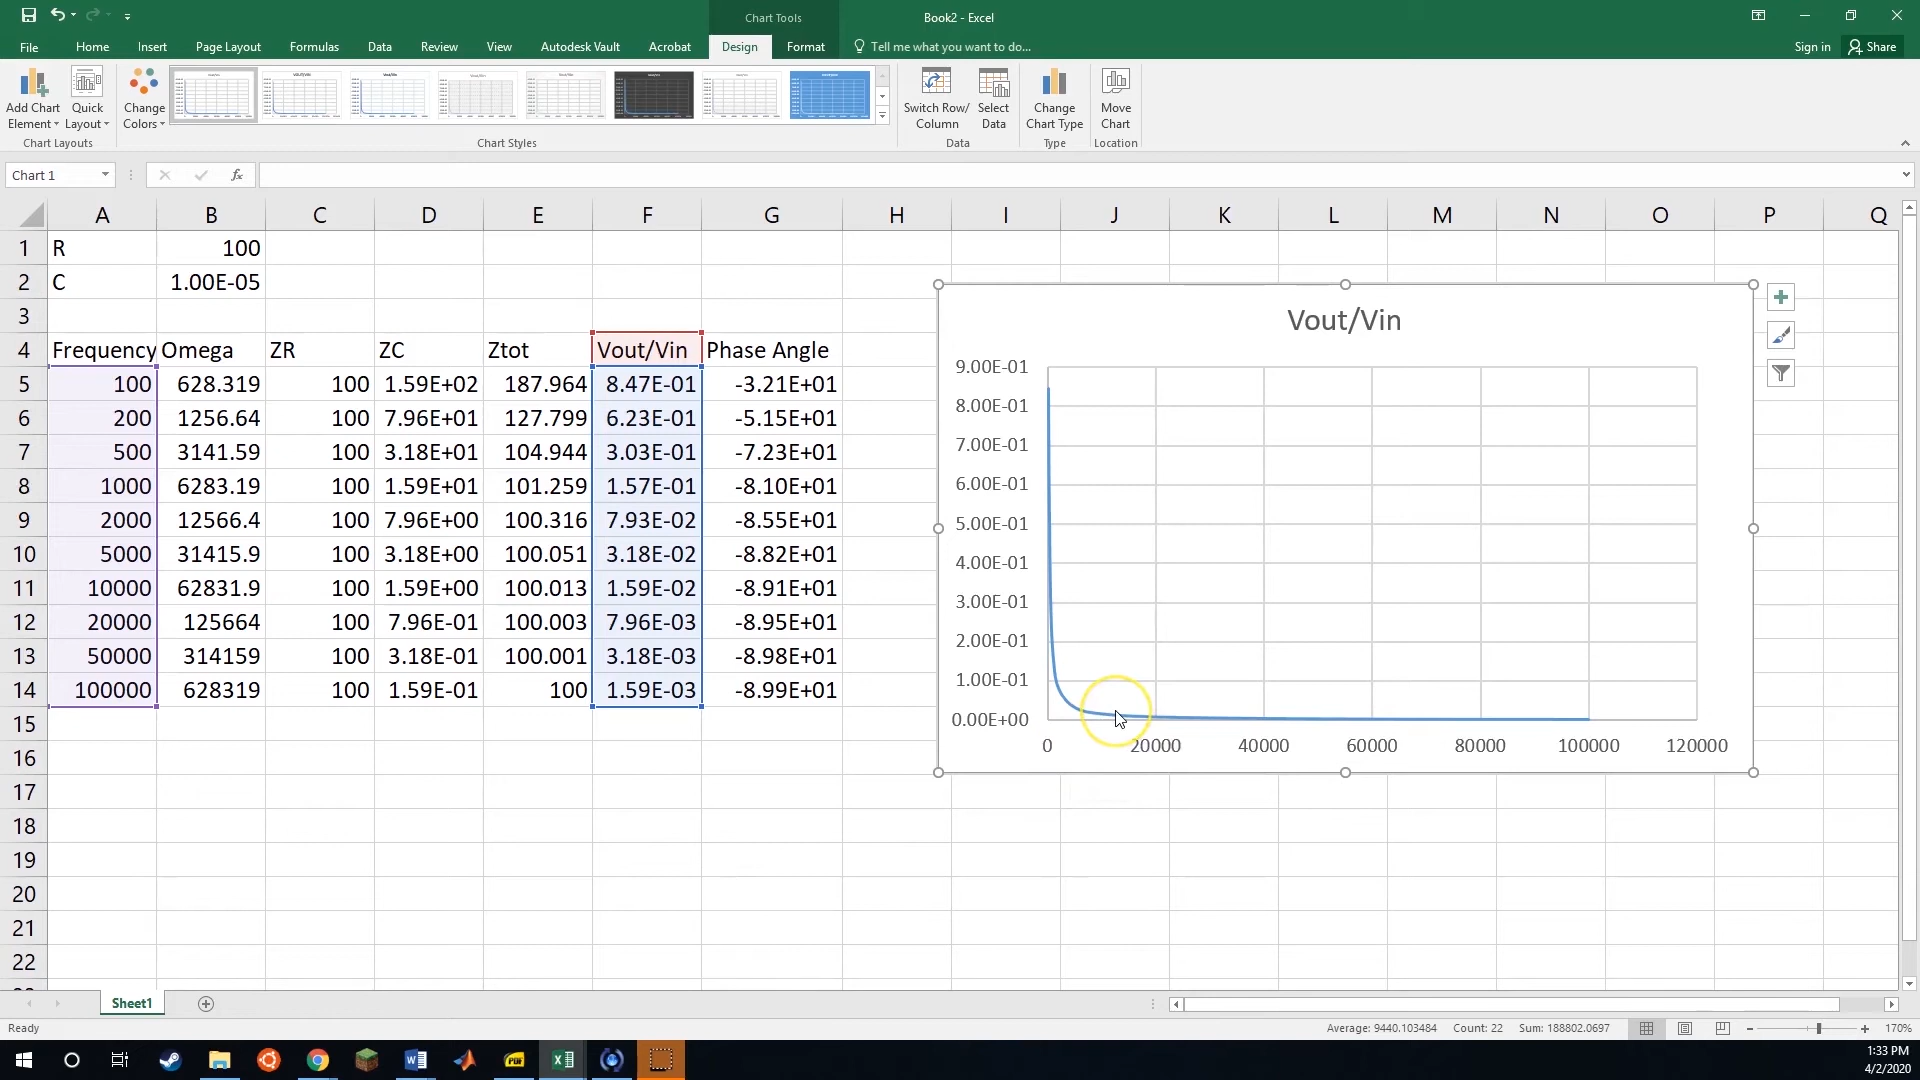 Chart Tools
Book2 - Excel
File Home Insert Page Layout Formulas Data Review View Autodesk Vault Acrobat Design Format Tell me what you want to do... Sign in Share
Add Chart Element Quick Layout Change Colors Switch Row/ Column Select Data Change Chart Type Move Chart
Chart Layouts Chart Styles Data Type Location
Chart 1 fx
A B C D E F G H I J K L M N O P Q
1 R 100
2 C 1.00E-05
3
4 Frequency Omega ZR ZC Ztot Vout/Vin Phase Angle
5 100 628.319 100 1.59E+02 187.964 8.47E-01 -3.21E+01
6 200 1256.64 100 7.96E+01 127.799 6.23E-01 -5.15E+01
7 500 3141.59 100 3.18E+01 104.944 3.03E-01 -7.23E+01
8 1000 6283.19 100 1.59E+01 101.259 1.57E-01 -8.10E+01
9 2000 12566.4 100 7.96E+00 100.316 7.93E-02 -8.55E+01
10 5000 31415.9 100 3.18E+00 100.051 3.18E-02 -8.82E+01
11 10000 62831.9 100 1.59E+00 100.013 1.59E-02 -8.91E+01
12 20000 125664 100 7.96E-01 100.003 7.96E-03 -8.95E+01
13 50000 314159 100 3.18E-01 100.001 3.18E-03 -8.98E+01
14 100000 628319 100 1.59E-01 100 1.59E-03 -8.99E+01
15
16
17
18
19
20
21
22
Vout/Vin
9.00E-01
8.00E-01
7.00E-01
6.00E-01
5.00E-01
4.00E-01
3.00E-01
2.00E-01
1.00E-01
0.00E+00
0 20000 40000 60000 80000 100000 120000
Sheet1
Ready Average: 9440.103484 Count: 22 Sum: 188802.0697 170%
1:33 PM
4/2/2020